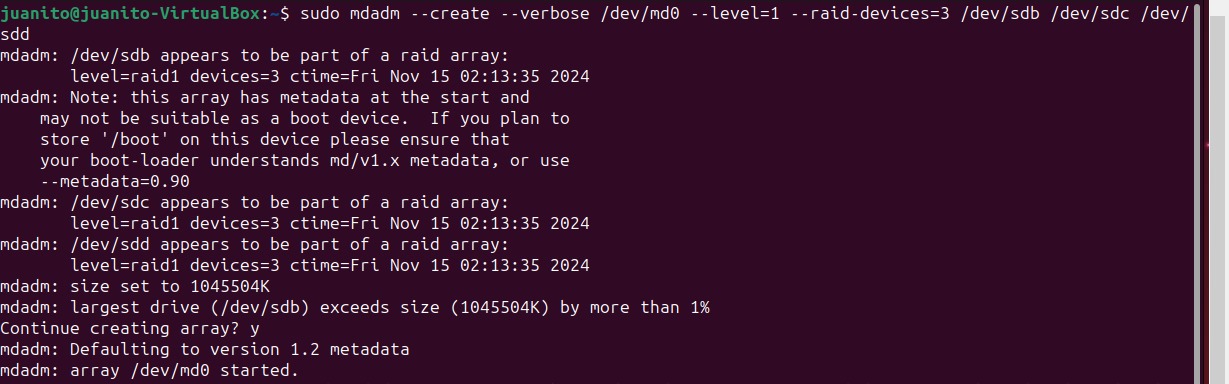 juanito@juanito-VirtualBox:~$ sudo mdadm --create --verbose /dev/md0 --level=1 --raid-devices=3 /dev/sdb /dev/sdc /dev/
sdd
mdadm: /dev/sdb appears to be part of a raid array:
       level=raid1 devices=3 ctime=Fri Nov 15 02:13:35 2024
mdadm: Note: this array has metadata at the start and
    may not be suitable as a boot device.  If you plan to
    store '/boot' on this device please ensure that
    your boot-loader understands md/v1.x metadata, or use
    --metadata=0.90
mdadm: /dev/sdc appears to be part of a raid array:
       level=raid1 devices=3 ctime=Fri Nov 15 02:13:35 2024
mdadm: /dev/sdd appears to be part of a raid array:
       level=raid1 devices=3 ctime=Fri Nov 15 02:13:35 2024
mdadm: size set to 1045504K
mdadm: largest drive (/dev/sdb) exceeds size (1045504K) by more than 1%
Continue creating array? y
mdadm: Defaulting to version 1.2 metadata
mdadm: array /dev/md0 started.